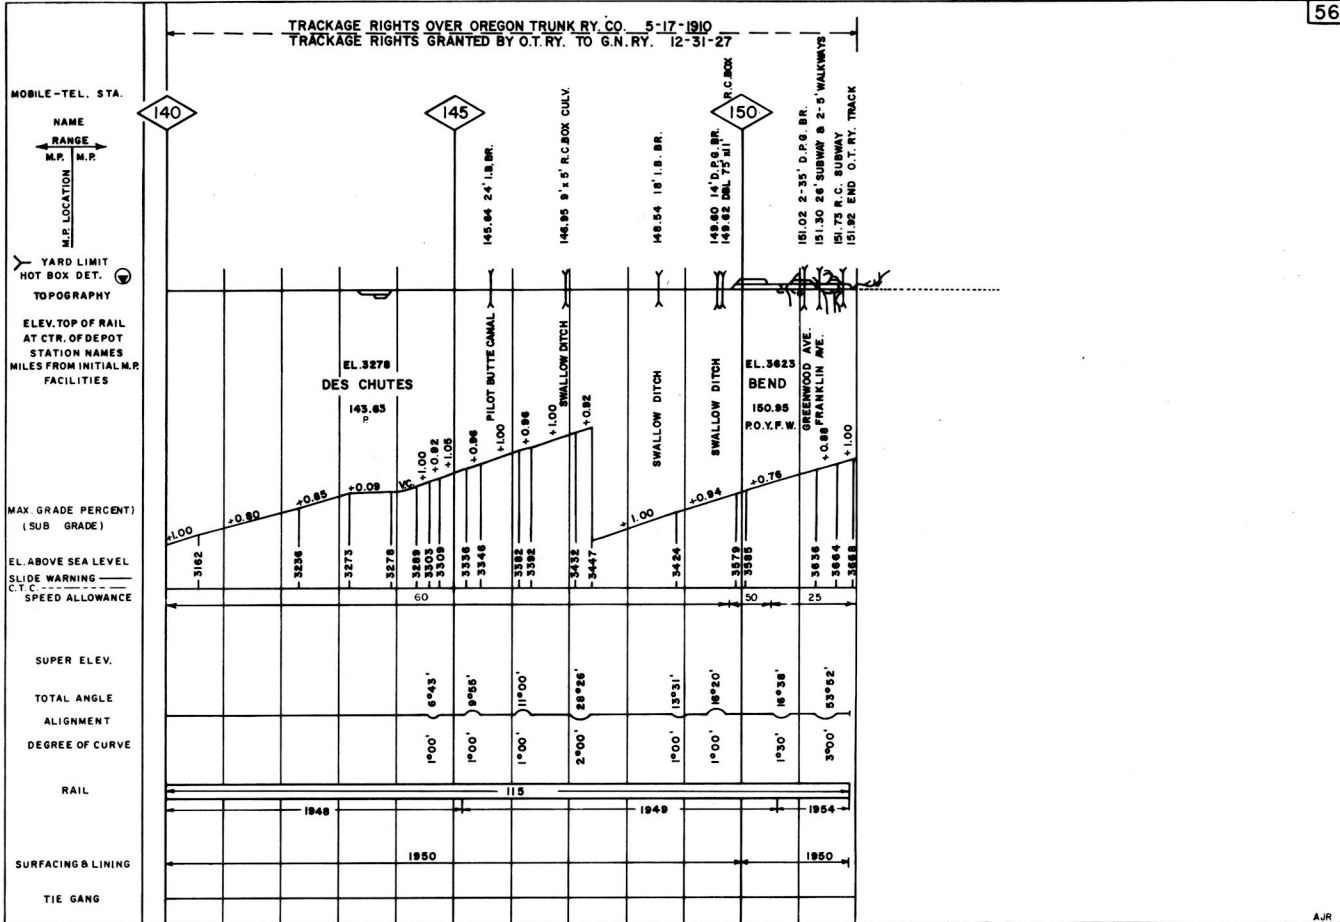 56
TRACKAGE RIGHTS OVER OREGON TRUNK RY. CO. 5-17-1910
TRACKAGE RIGHTS GRANTED BY O.T. RY. TO G.N. RY. 12-31-27
MOBILE-TEL. STA.
NAME
RANGE
M.P. M.P.
M.P. LOCATION
140
145
150
145.64 24' I.B. BR.
146.95 9' x 5' R.C. BOX CULV.
148.54 18' I.B. BR.
149.60 14' D.P.G. BR.
R.C. BOX
151.02 2-35' D.P.G. BR.
151.30 26' SUBWAY & 2-5' WALKWAYS
151.73 R.C. SUBWAY
151.92 END O.T. RY. TRACK
YARD LIMIT
HOT BOX DET.
TOPOGRAPHY
ELEV. TOP OF RAIL
AT CTR. OF DEPOT
STATION NAMES
MILES FROM INITIAL M.P.
FACILITIES
EL. 3278
DES CHUTES
143.63
P
PILOT BUTTE CANAL
SWALLOW DITCH
SWALLOW DITCH
SWALLOW DITCH
EL. 3623
BEND
150.95
P.O.Y.F.W.
GREENWOOD AVE.
FRANKLIN AVE.
MAX. GRADE PERCENT)
(SUB GRADE)
+1.00 +0.80 +0.65 +0.09 V.C. +1.00 +0.92 +1.05 +0.96 +1.00 +0.96 +1.00 +0.92 +1.00 +0.94 +0.76 +0.88 +1.00
EL. ABOVE SEA LEVEL
3162 3236 3273 3278 3289 3303 3309 3336 3346 3382 3392 3432 3447 3424 3579 3585 3636 3664 3668
SLIDE WARNING
C.T.C.
SPEED ALLOWANCE
60 50 25
SUPER ELEV.
TOTAL ANGLE
6°43' 9°55' 11°00' 28°26' 13°31' 16°20' 16°38' 53°52'
ALIGNMENT
DEGREE OF CURVE
1°00' 1°00' 1°00' 2°00' 1°00' 1°00' 1°30' 3°00'
RAIL
115
1948 1949 1954
SURFACING & LINING
1950 1950
TIE GANG
AJR